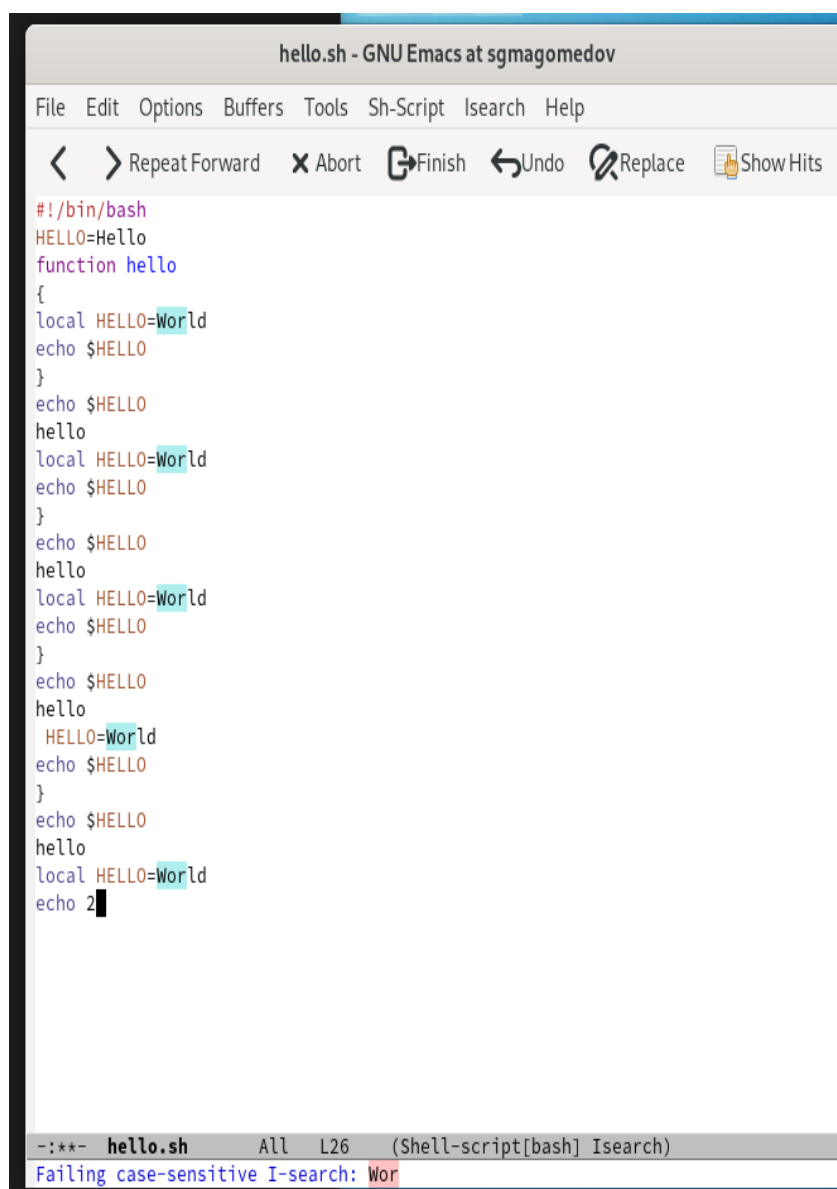 hello.sh - GNU Emacs at sgmagomedov
File Edit Options Buffers Tools Sh-Script Isearch Help
Repeat Forward Abort Finish Undo Replace Show Hits
#!/bin/bash
HELLO=Hello
function hello
{
local HELLO=World
echo $HELLO
}
echo $HELLO
hello
local HELLO=World
echo $HELLO
}
echo $HELLO
hello
local HELLO=World
echo $HELLO
}
echo $HELLO
hello
 HELLO=World
echo $HELLO
}
echo $HELLO
hello
local HELLO=World
echo 2
-:**- hello.sh All L26 (Shell-script[bash] Isearch)
Failing case-sensitive I-search: Wor